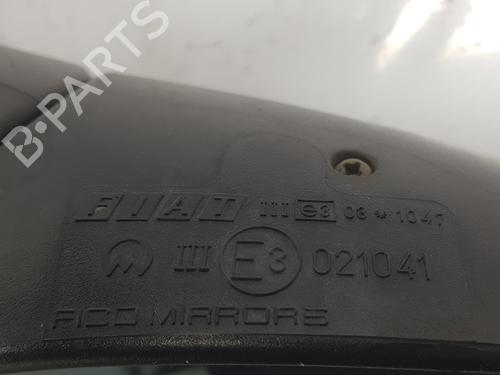 B-PARTS
FIAT III e3 03*1047
III E3 021041
FICO MIRRORS